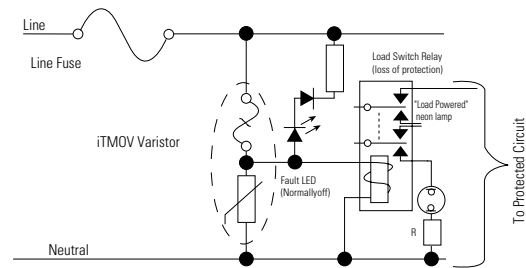 Line
Line Fuse
Load Switch Relay
(loss of protection)
"Load Powered"
neon lamp
iTMOV Varistor
To Protected Circuit
Fault LED
(Normallyoff)
R
Neutral